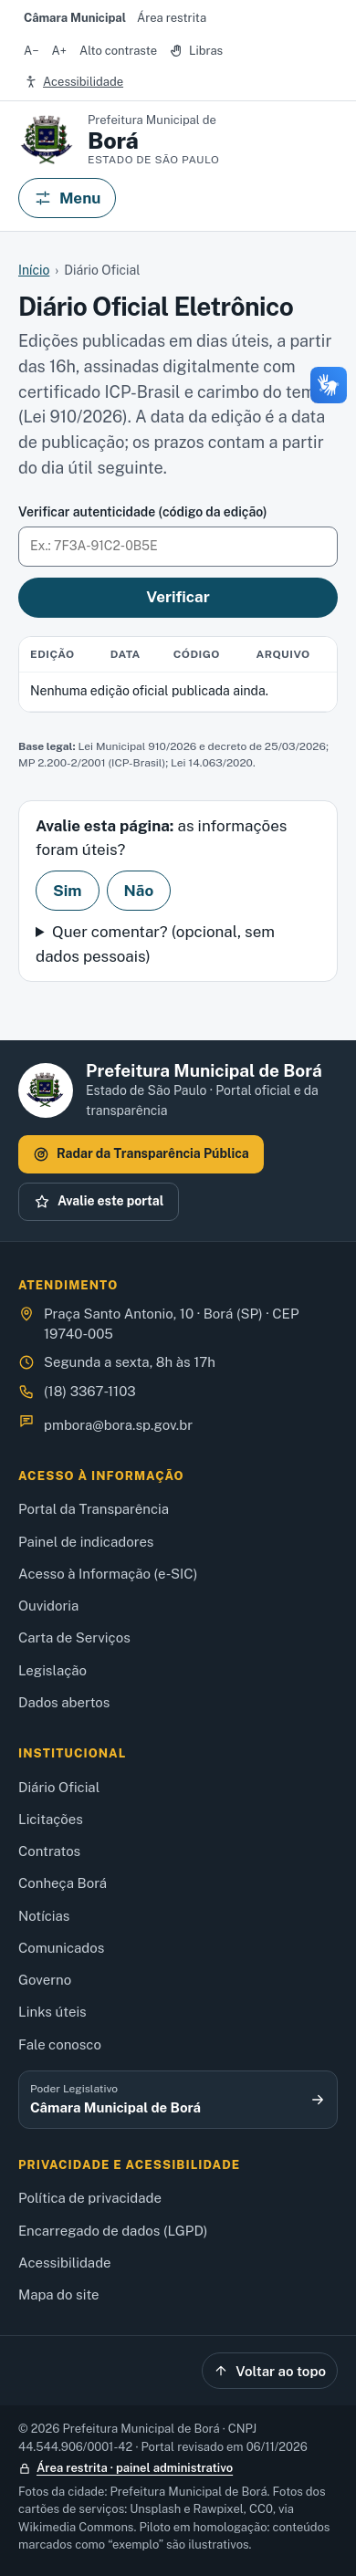 Câmara Municipal Área restrita
A− A+ Alto contraste Libras
Acessibilidade
Prefeitura Municipal de
Borá
ESTADO DE SÃO PAULO
Menu
Início › Diário Oficial
Diário Oficial Eletrônico
Edições publicadas em dias úteis, a partir
das 16h, assinadas digitalmente com
certificado ICP-Brasil e carimbo do
(Lei 910/2026). A data da edição é a data
de publicação; os prazos contam a partir
do dia útil seguinte.
Verificar autenticidade (código da edição)
Ex.: 7F3A-91C2-0B5E
Verificar
EDIÇÃO DATA CÓDIGO ARQUIVO
Nenhuma edição oficial publicada ainda.
Base legal: Lei Municipal 910/2026 e decreto de 25/03/2026;
MP 2.200-2/2001 (ICP-Brasil); Lei 14.063/2020.
Avalie esta página: as informações
foram úteis?
Sim Não
Quer comentar? (opcional, sem
dados pessoais)
Prefeitura Municipal de Borá
Estado de São Paulo · Portal oficial e da
transparência
Radar da Transparência Pública
Avalie este portal
ATENDIMENTO
Praça Santo Antonio, 10 · Borá (SP) · CEP
19740-005
Segunda a sexta, 8h às 17h
(18) 3367-1103
pmbora@bora.sp.gov.br
ACESSO À INFORMAÇÃO
Portal da Transparência
Painel de indicadores
Acesso à Informação (e-SIC)
Ouvidoria
Carta de Serviços
Legislação
Dados abertos
INSTITUCIONAL
Diário Oficial
Licitações
Contratos
Conheça Borá
Notícias
Comunicados
Governo
Links úteis
Fale conosco
Poder Legislativo
Câmara Municipal de Borá
PRIVACIDADE E ACESSIBILIDADE
Política de privacidade
Encarregado de dados (LGPD)
Acessibilidade
Mapa do site
Voltar ao topo
© 2026 Prefeitura Municipal de Borá · CNPJ
44.544.906/0001-42 · Portal revisado em 06/11/2026
Área restrita · painel administrativo
Fotos da cidade: Prefeitura Municipal de Borá. Fotos dos
cartões de serviços: Unsplash e Rawpixel, CC0, via
Wikimedia Commons. Piloto em homologação: conteúdos
marcados como “exemplo” são ilustrativos.